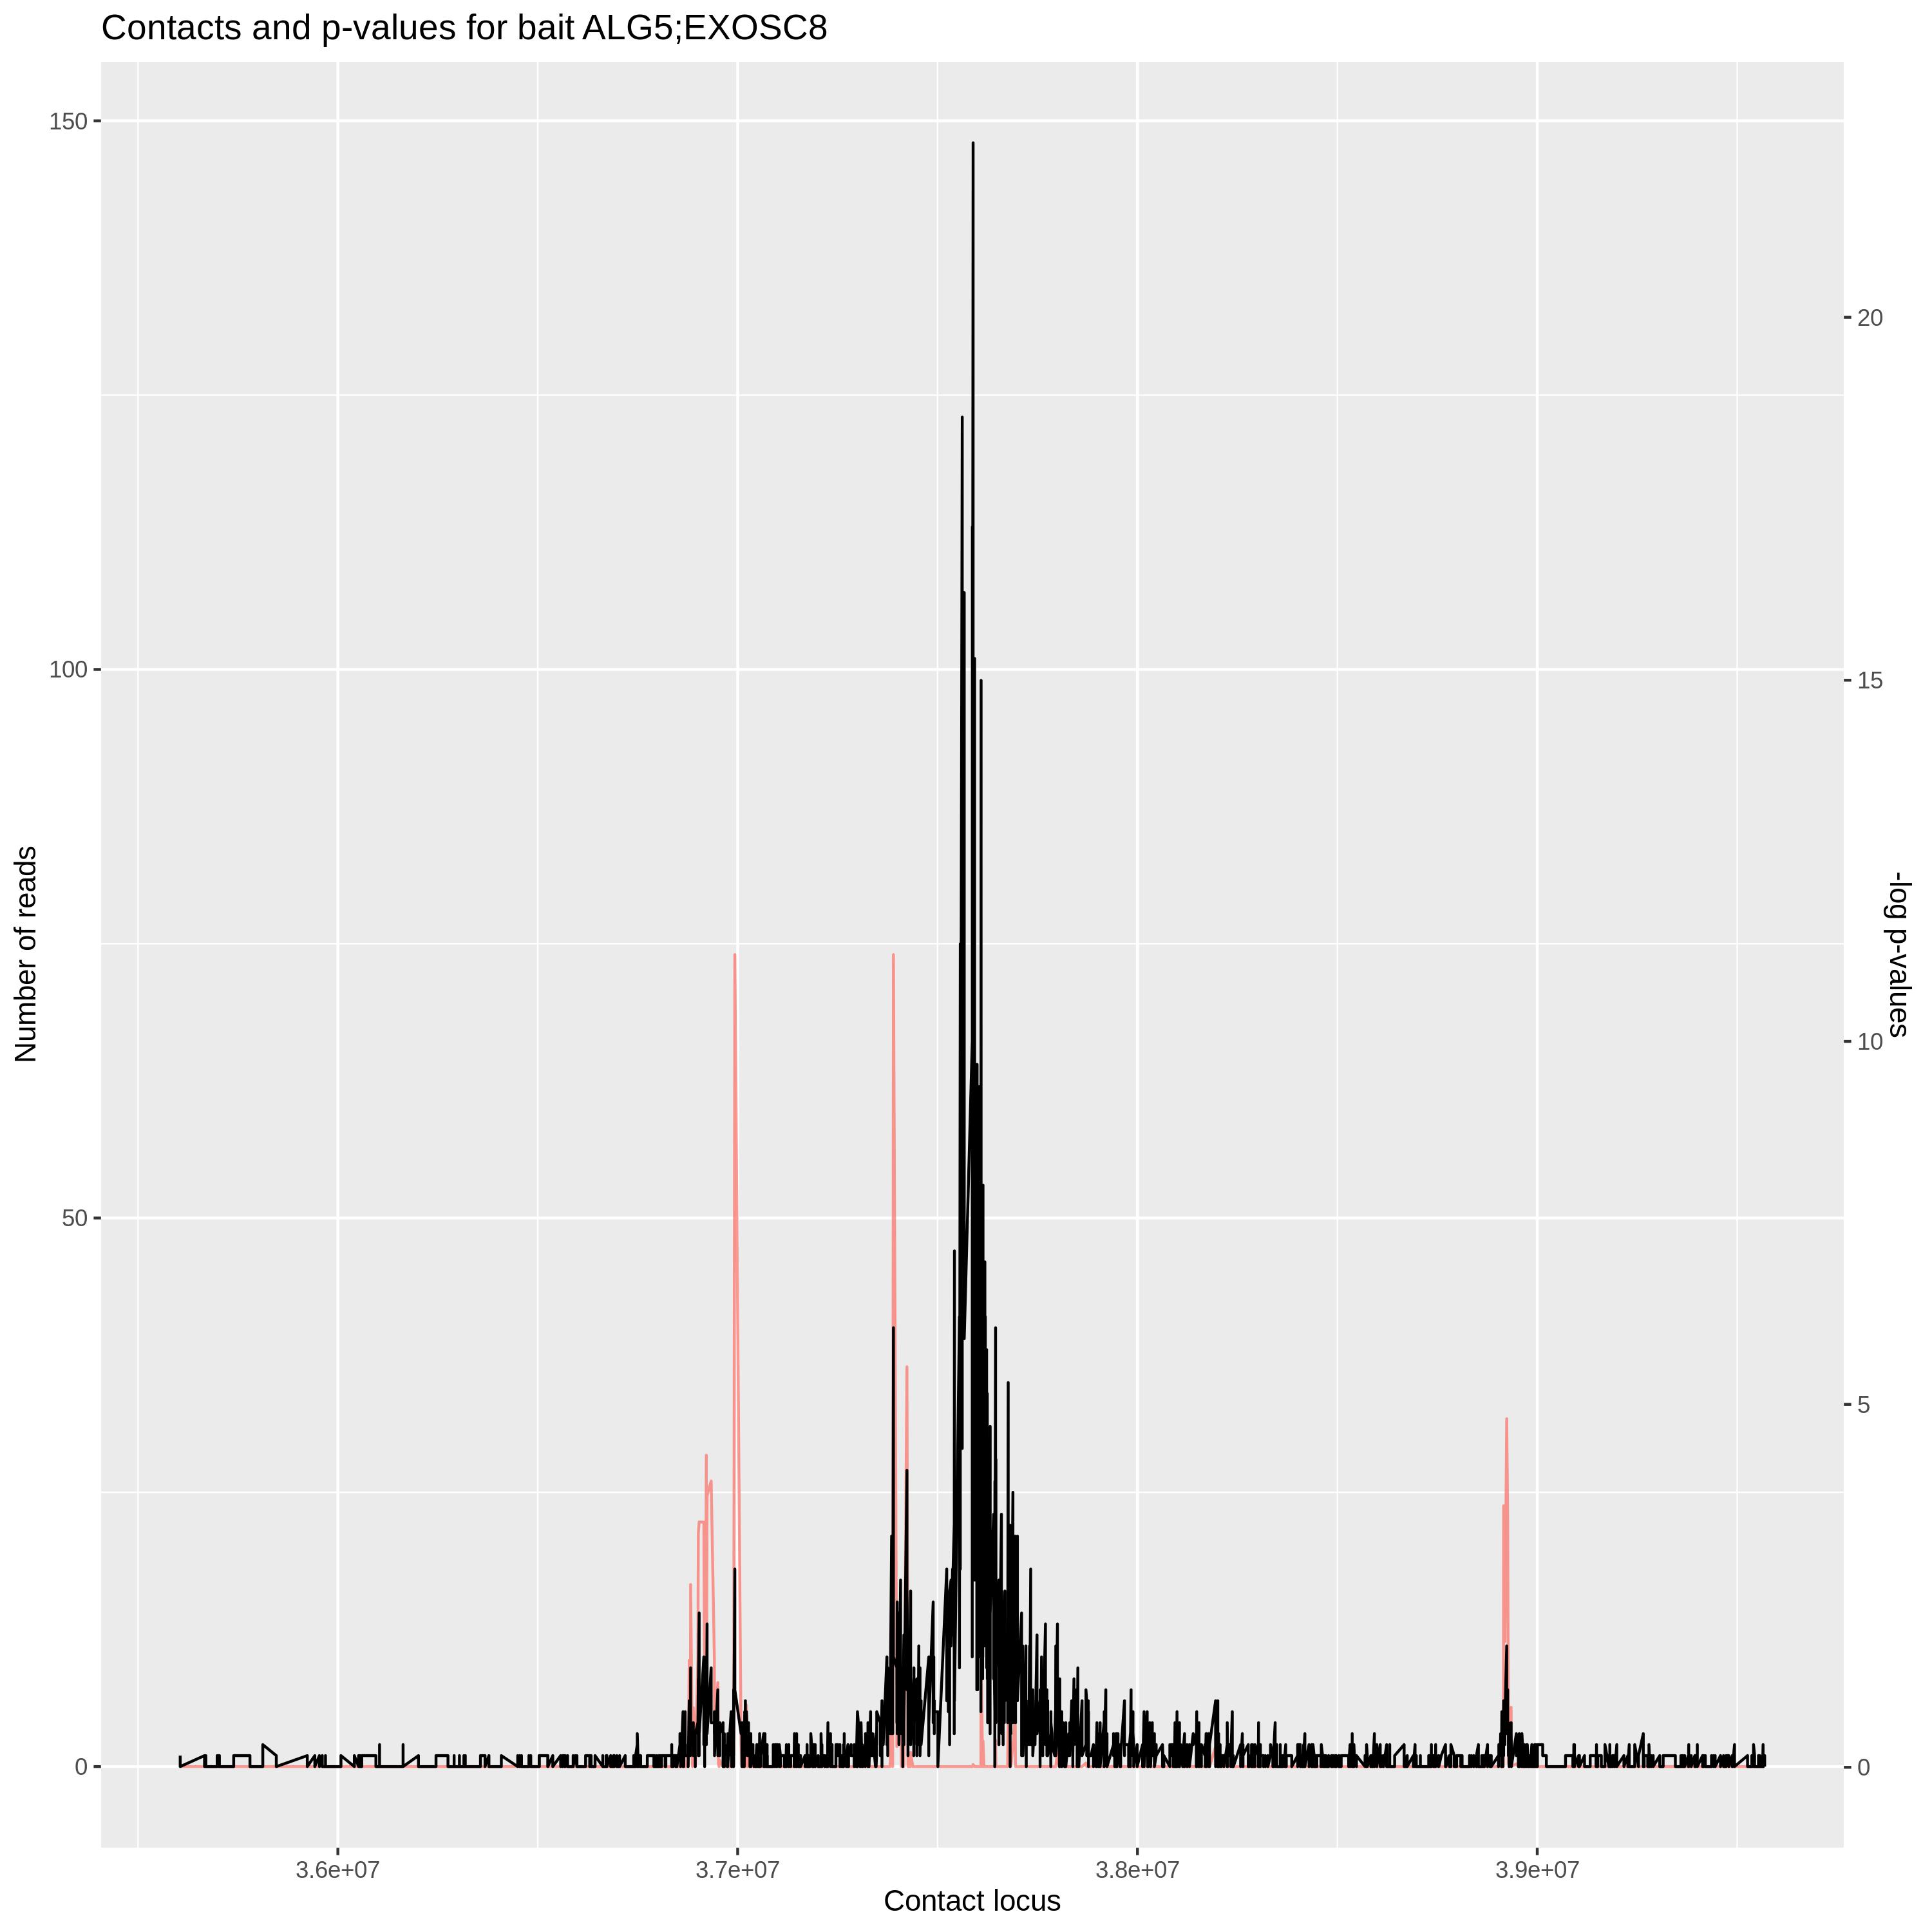 Contacts and p-values for bait ALG5;EXOSC8
150
100
50
0
Number of reads
20
15
10
5
0
-log p-values
3.6e+07 3.7e+07 3.8e+07 3.9e+07
Contact locus